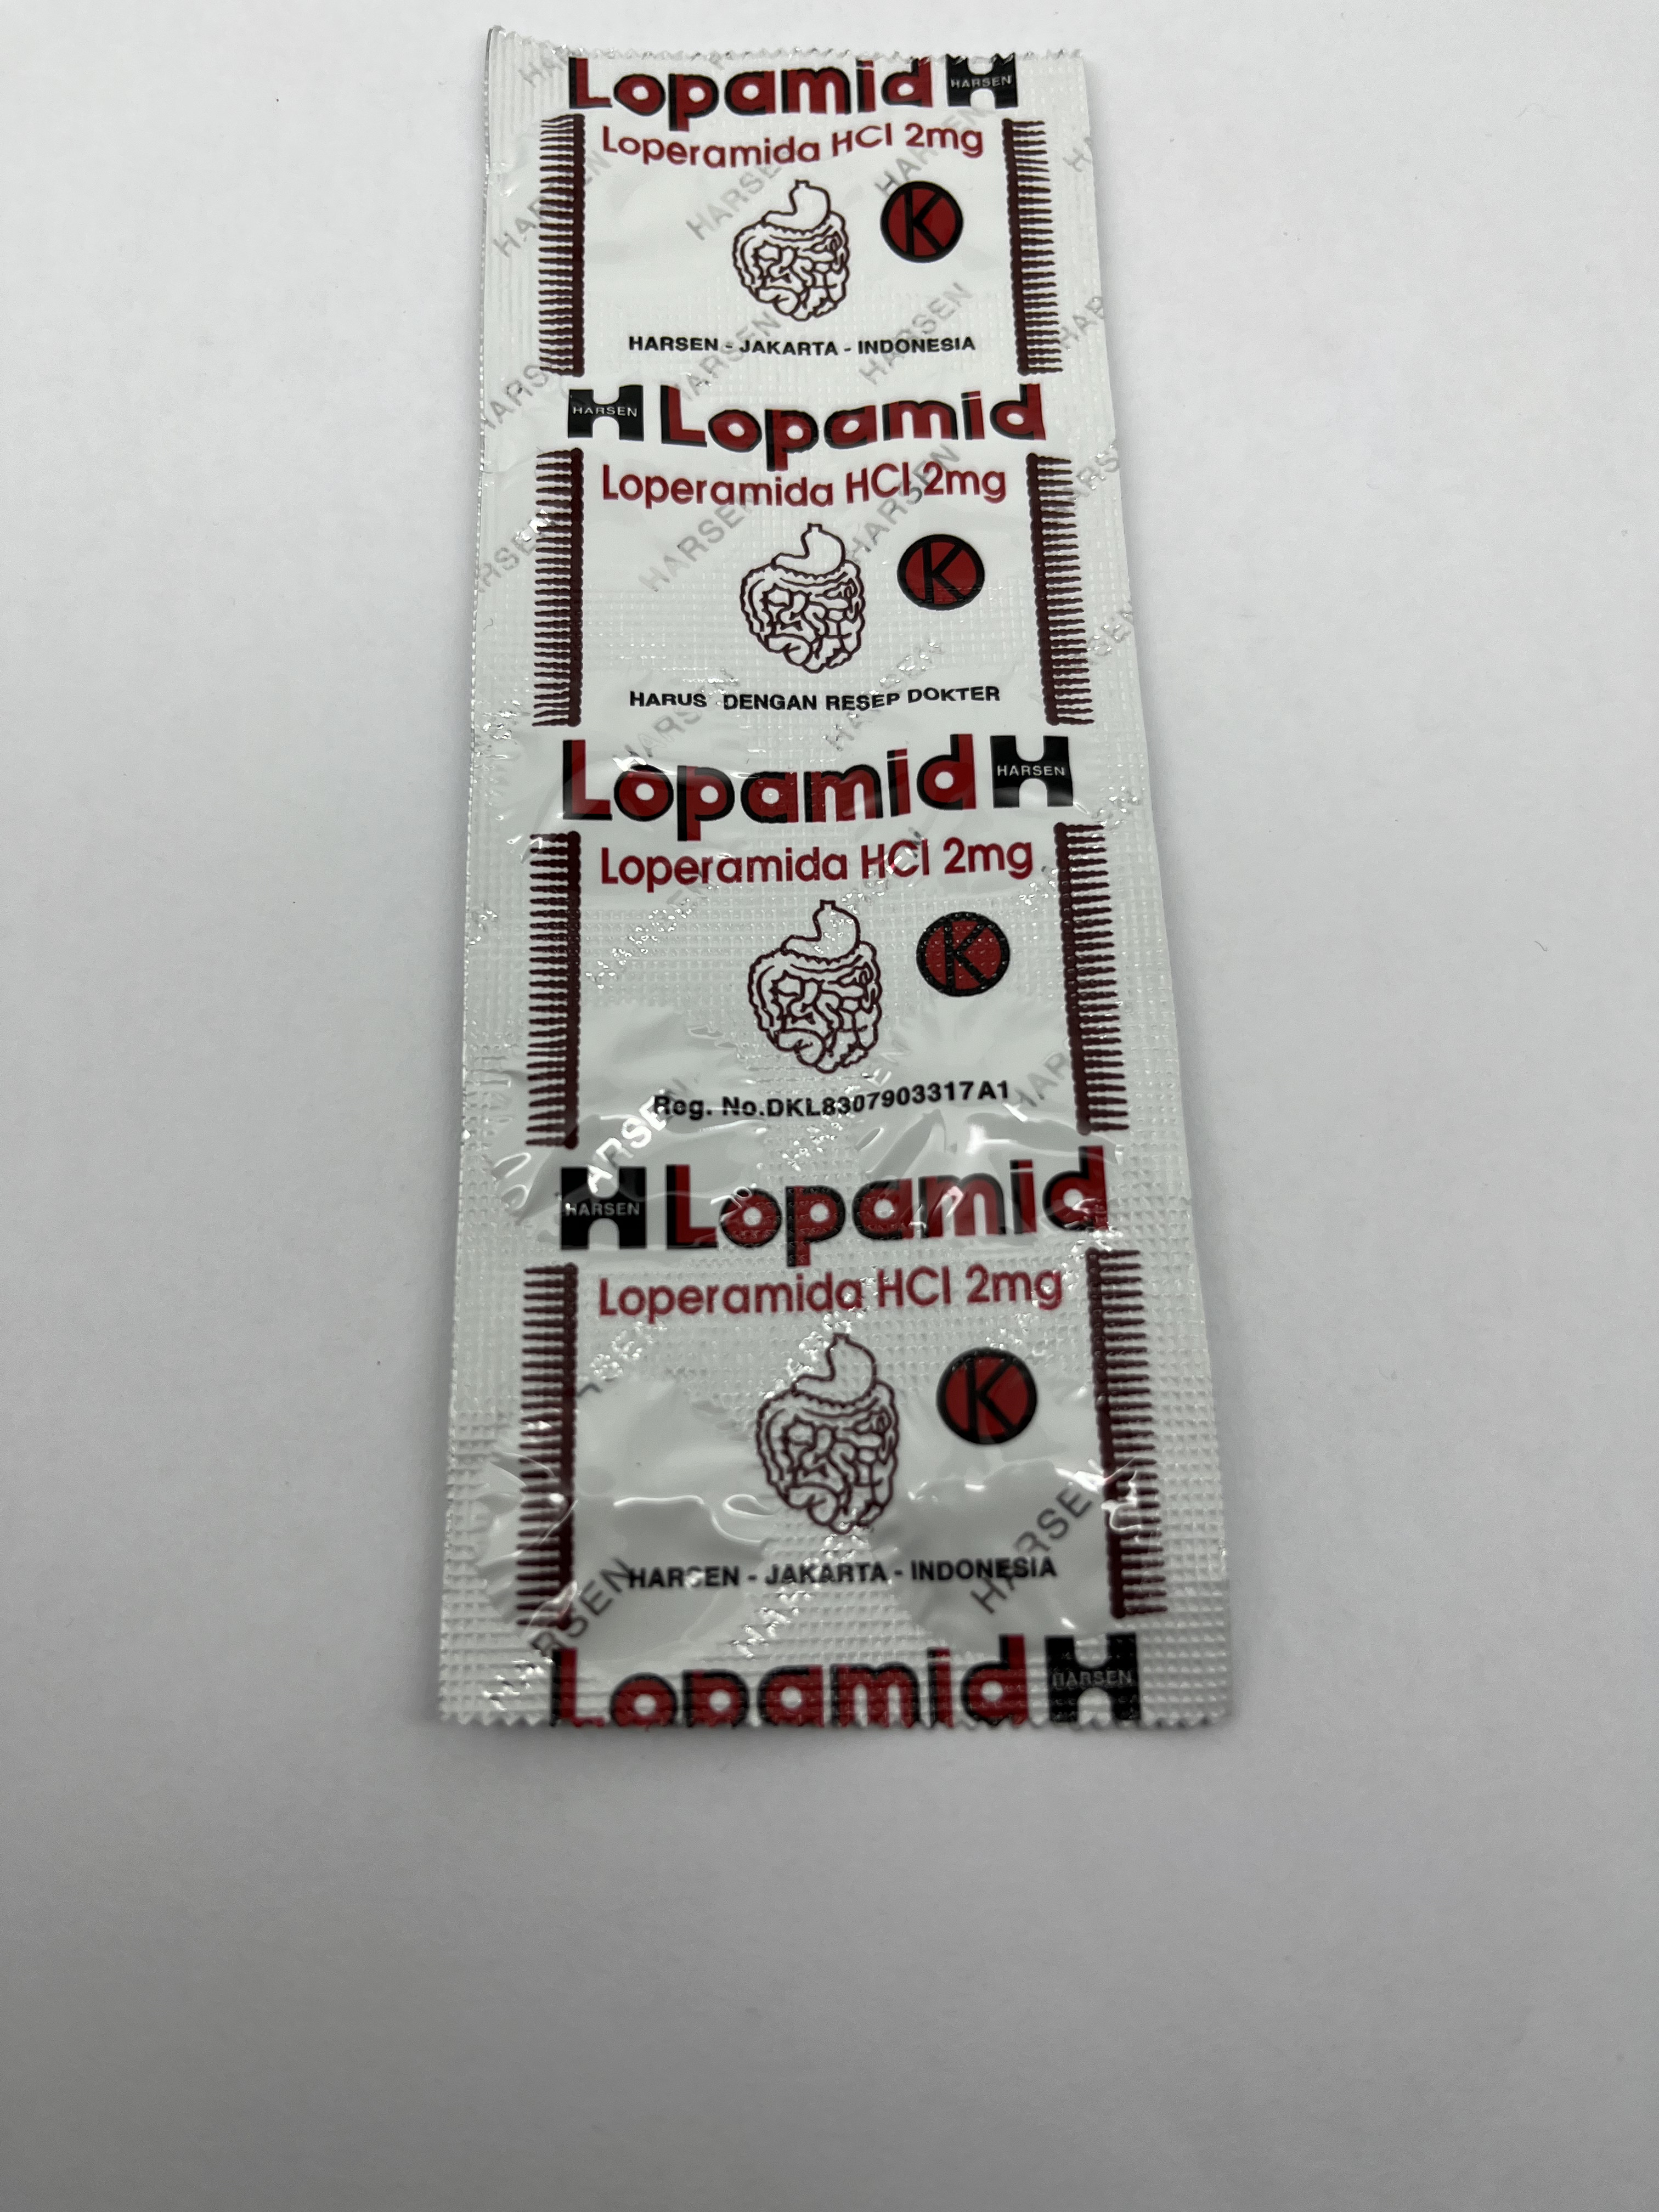 Lopamid HARSEN
Loperamida HCl 2mg
K
HARSEN - JAKARTA - INDONESIA
HARSEN Lopamid
Loperamida HCl 2mg
K
HARUS DENGAN RESEP DOKTER
Lopamid HARSEN
Loperamida HCl 2mg
K
Reg. No.DKL8307903317A1
HARSEN Lopamid
Loperamida HCl 2mg
K
HARSEN - JAKARTA - INDONESIA
Lopamid HARSEN